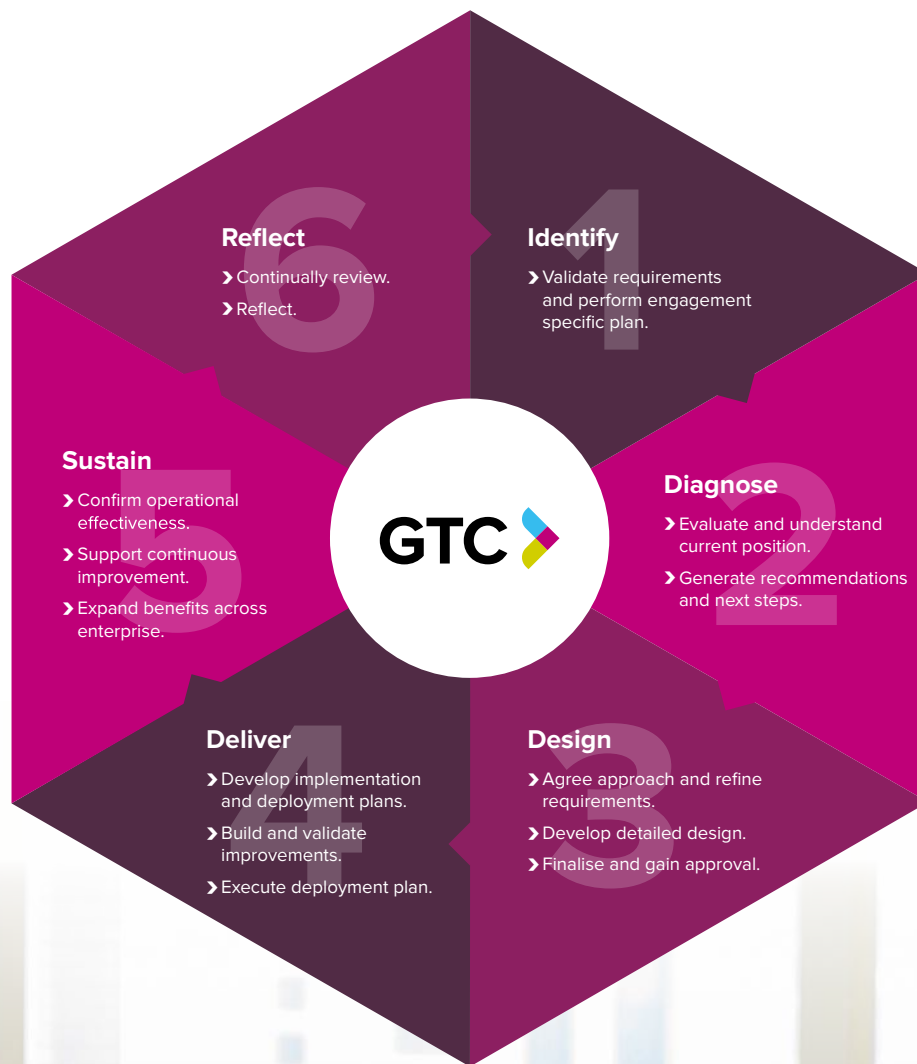 1
Identify
❯ Validate requirements
and perform engagement
specific plan.
2
Diagnose
❯ Evaluate and understand
current position.
❯ Generate recommendations
and next steps.
3
Design
❯ Agree approach and refine
requirements.
❯ Develop detailed design.
❯ Finalise and gain approval.
4
Deliver
❯ Develop implementation
and deployment plans.
❯ Build and validate
improvements.
❯ Execute deployment plan.
5
Sustain
❯ Confirm operational
effectiveness.
❯ Support continuous
improvement.
❯ Expand benefits across
enterprise.
6
Reflect
❯ Continually review.
❯ Reflect.
GTC